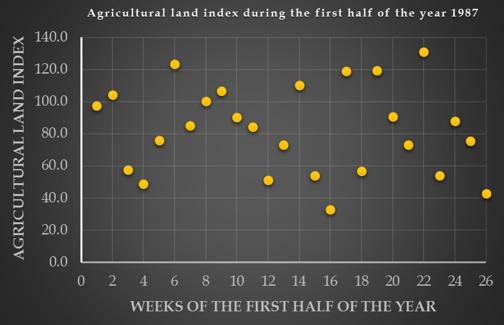 Agricultural land index during the first half of the year 1987
AGRICULTURAL LAND INDEX
140.0
120.0
100.0
80.0
60.0
40.0
20.0
0.0
0 2 4 6 8 10 12 14 16 18 20 22 24 26
WEEKS OF THE FIRST HALF OF THE YEAR